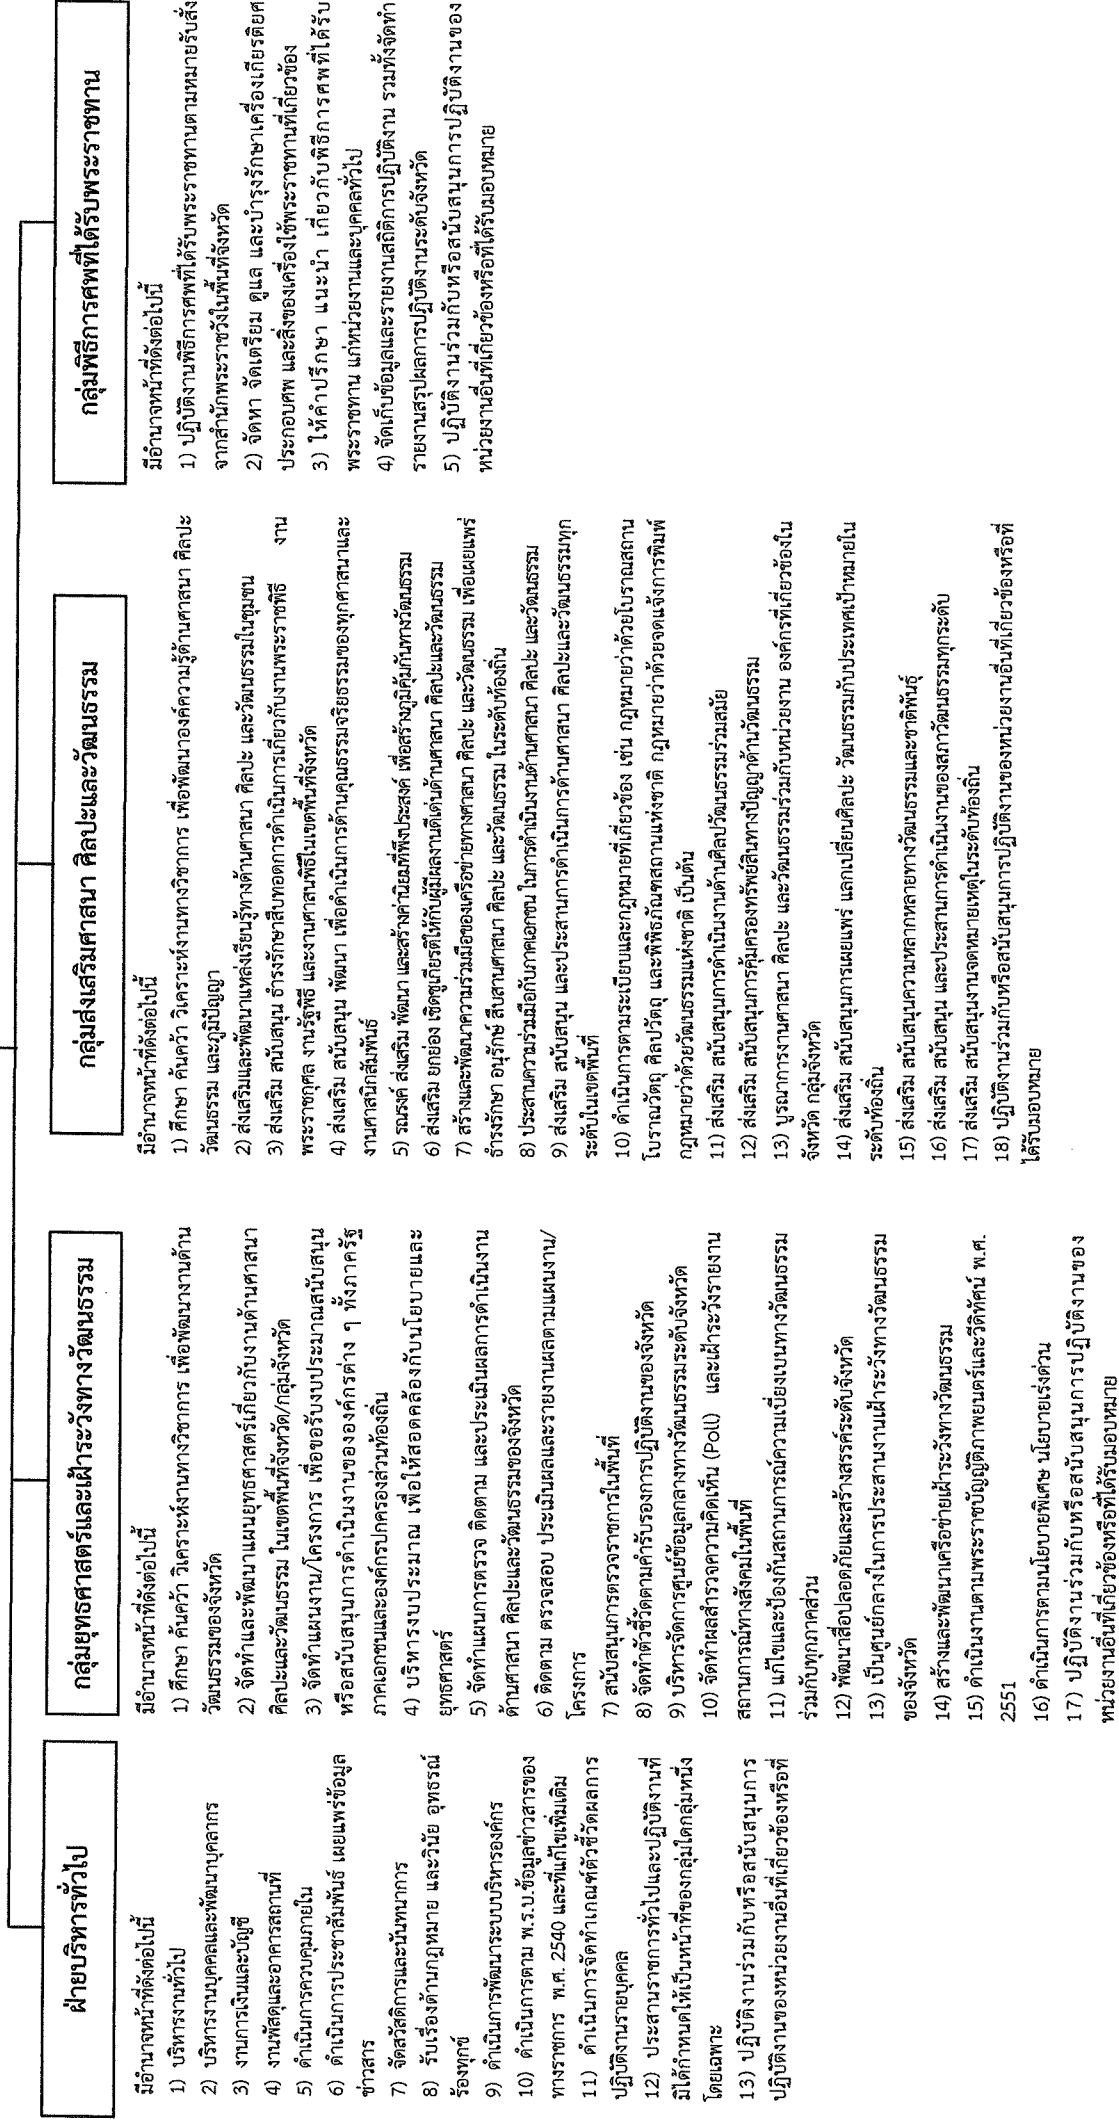 ฝ่ายบริหารทั่วไป
มีอำนาจหน้าที่ดังต่อไปนี้
1) บริหารงานทั่วไป
2) บริหารงานบุคคลและพัฒนาบุคลากร
3) งานการเงินและบัญชี
4) งานพัสดุและอาคารสถานที่
5) ดำเนินการควบคุมภายใน
6) ดำเนินการประชาสัมพันธ์ เผยแพร่ข้อมูล
ข่าวสาร
7) จัดสวัสดิการและนันทนาการ
8) รับเรื่องด้านกฎหมาย และวินัย อุทธรณ์
ร้องทุกข์
9) ดำเนินการพัฒนาระบบบริหารองค์กร
10) ดำเนินการตาม พ.ร.บ.ข้อมูลข่าวสารของ
ทางราชการ พ.ศ. 2540 และที่แก้ไขเพิ่มเติม
11) ดำเนินการจัดทำเกณฑ์ตัวชี้วัดผลการ
ปฏิบัติงานรายบุคคล
12) ประสานราชการทั่วไปและปฏิบัติงานที่
มิได้กำหนดให้เป็นหน้าที่ของกลุ่มใดกลุ่มหนึ่ง
โดยเฉพาะ
13) ปฏิบัติงานร่วมกับหรือสนับสนุนการ
ปฏิบัติงานของหน่วยงานอื่นที่เกี่ยวข้องหรือที่
กลุ่มยุทธศาสตร์และเฝ้าระวังทางวัฒนธรรม
มีอำนาจหน้าที่ดังต่อไปนี้
1) ศึกษา ค้นคว้า วิเคราะห์งานทางวิชาการ เพื่อพัฒนางานด้าน
วัฒนธรรมของจังหวัด
2) จัดทำและพัฒนาแผนยุทธศาสตร์เกี่ยวกับงานด้านศาสนา
ศิลปะและวัฒนธรรม ในเขตพื้นที่จังหวัด/กลุ่มจังหวัด
3) จัดทำแผนงาน/โครงการ เพื่อขอรับงบประมาณสนับสนุน
หรือสนับสนุนการดำเนินงานขององค์กรต่าง ๆ ทั้งภาครัฐ
ภาคเอกชนและองค์กรปกครองส่วนท้องถิ่น
4) บริหารงบประมาณ เพื่อให้สอดคล้องกับนโยบายและ
ยุทธศาสตร์
5) จัดทำแผนการตรวจ ติดตาม และประเมินผลการดำเนินงาน
ด้านศาสนา ศิลปะและวัฒนธรรมของจังหวัด
6) ติดตาม ตรวจสอบ ประเมินผลและรายงานผลตามแผนงาน/
โครงการ
7) สนับสนุนการตรวจราชการในพื้นที่
8) จัดทำตัวชี้วัดตามคำรับรองการปฏิบัติงานของจังหวัด
9) บริหารจัดการศูนย์ข้อมูลกลางทางวัฒนธรรมระดับจังหวัด
10) จัดทำผลสำรวจความคิดเห็น (Poll) และเฝ้าระวังรายงาน
สถานการณ์ทางสังคมในพื้นที่
11) แก้ไขและป้องกันสถานการณ์ความเบี่ยงเบนทางวัฒนธรรม
ร่วมกับทุกภาคส่วน
12) พัฒนาสื่อปลอดภัยและสร้างสรรค์ระดับจังหวัด
13) เป็นศูนย์กลางในการประสานงานเฝ้าระวังทางวัฒนธรรม
ของจังหวัด
14) สร้างและพัฒนาเครือข่ายเฝ้าระวังทางวัฒนธรรม
15) ดำเนินงานตามพระราชบัญญัติภาพยนตร์และวีดิทัศน์ พ.ศ.
2551
16) ดำเนินการตามนโยบายพิเศษ นโยบายเร่งด่วน
17) ปฏิบัติงานร่วมกับหรือสนับสนุนการปฏิบัติงานของ
หน่วยงานอื่นที่เกี่ยวข้องหรือที่ได้รับมอบหมาย
กลุ่มส่งเสริมศาสนา ศิลปะและวัฒนธรรม
มีอำนาจหน้าที่ดังต่อไปนี้
1) ศึกษา ค้นคว้า วิเคราะห์งานทางวิชาการ เพื่อพัฒนาองค์ความรู้ด้านศาสนา ศิลปะ
วัฒนธรรม และภูมิปัญญา
2) ส่งเสริมและพัฒนาแหล่งเรียนรู้ทางด้านศาสนา ศิลปะ และวัฒนธรรมในชุมชน
3) ส่งเสริม สนับสนุน ธำรงรักษาสืบทอดการดำเนินการเกี่ยวกับงานพระราชพิธี งาน
พระราชกุศล งานรัฐพิธี และงานศาสนพิธีในเขตพื้นที่จังหวัด
4) ส่งเสริม สนับสนุน พัฒนา เพื่อดำเนินการด้านคุณธรรมจริยธรรมของทุกศาสนาและ
งานศาสนิกสัมพันธ์
5) รณรงค์ ส่งเสริม พัฒนา และสร้างค่านิยมที่พึงประสงค์ เพื่อสร้างภูมิคุ้มกันทางวัฒนธรรม
6) ส่งเสริม ยกย่อง เชิดชูเกียรติให้กับผู้มีผลงานดีเด่นด้านศาสนา ศิลปะและวัฒนธรรม
7) สร้างและพัฒนาความร่วมมือของเครือข่ายทางศาสนา ศิลปะ และวัฒนธรรม เพื่อเผยแพร่
ธำรงรักษา อนุรักษ์ สืบสานศาสนา ศิลปะ และวัฒนธรรม ในระดับท้องถิ่น
8) ประสานความร่วมมือกับภาคเอกชน ในการดำเนินงานด้านศาสนา ศิลปะ และวัฒนธรรม
9) ส่งเสริม สนับสนุน และประสานการดำเนินการด้านศาสนา ศิลปะและวัฒนธรรมทุก
ระดับในเขตพื้นที่
10) ดำเนินการตามระเบียบและกฎหมายที่เกี่ยวข้อง เช่น กฎหมายว่าด้วยโบราณสถาน
โบราณวัตถุ ศิลปวัตถุ และพิพิธภัณฑสถานแห่งชาติ กฎหมายว่าด้วยจดแจ้งการพิมพ์
กฎหมายว่าด้วยวัฒนธรรมแห่งชาติ เป็นต้น
11) ส่งเสริม สนับสนุนการดำเนินงานด้านศิลปวัฒนธรรมร่วมสมัย
12) ส่งเสริม สนับสนุนการคุ้มครองทรัพย์สินทางปัญญาด้านวัฒนธรรม
13) บูรณาการงานศาสนา ศิลปะ และวัฒนธรรมร่วมกับหน่วยงาน องค์กรที่เกี่ยวข้องใน
จังหวัด กลุ่มจังหวัด
14) ส่งเสริม สนับสนุนการเผยแพร่ แลกเปลี่ยนศิลปะ วัฒนธรรมกับประเทศเป้าหมายใน
ระดับท้องถิ่น
15) ส่งเสริม สนับสนุนความหลากหลายทางวัฒนธรรมและชาติพันธุ์
16) ส่งเสริม สนับสนุน และประสานการดำเนินงานของสภาวัฒนธรรมทุกระดับ
17) ส่งเสริม สนับสนุนงานจดหมายเหตุในระดับท้องถิ่น
18) ปฏิบัติงานร่วมกับหรือสนับสนุนการปฏิบัติงานของหน่วยงานอื่นที่เกี่ยวข้องหรือที่
ได้รับมอบหมาย
กลุ่มพิธีการศพที่ได้รับพระราชทาน
มีอำนาจหน้าที่ดังต่อไปนี้
1) ปฏิบัติงานพิธีการศพที่ได้รับพระราชทานตามหมายรับสั่ง
จากสำนักพระราชวังในพื้นที่จังหวัด
2) จัดหา จัดเตรียม ดูแล และบำรุงรักษาเครื่องเกียรติยศ
ประกอบศพ และสิ่งของเครื่องใช้พระราชทานที่เกี่ยวข้อง
3) ให้คำปรึกษา แนะนำ เกี่ยวกับพิธีการศพที่ได้รับ
พระราชทาน แก่หน่วยงานและบุคคลทั่วไป
4) จัดเก็บข้อมูลและรายงานสถิติการปฏิบัติงาน รวมทั้งจัดทำ
รายงานสรุปผลการปฏิบัติงานระดับจังหวัด
5) ปฏิบัติงานร่วมกับหรือสนับสนุนการปฏิบัติงานของ
หน่วยงานอื่นที่เกี่ยวข้องหรือที่ได้รับมอบหมาย